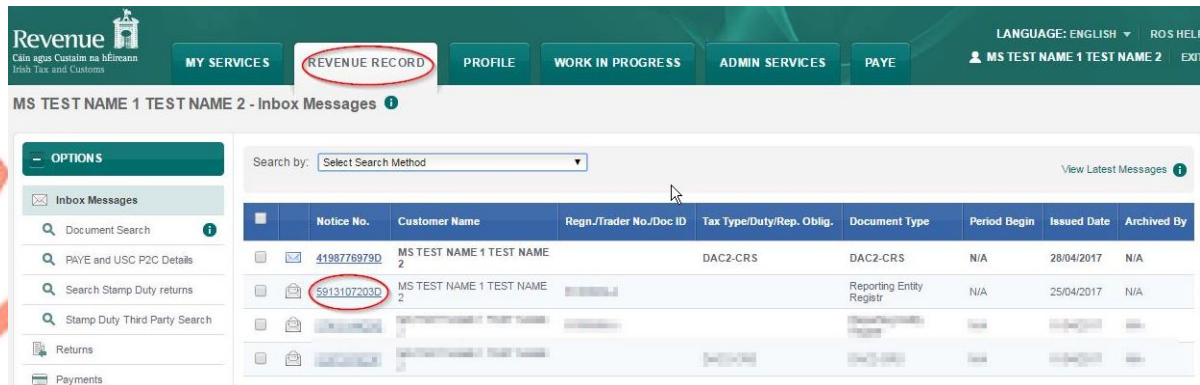 Revenue
Cáin agus Custaim na hÉireann
Irish Tax and Customs
LANGUAGE: ENGLISH ROS HELP
MY SERVICES REVENUE RECORD PROFILE WORK IN PROGRESS ADMIN SERVICES PAYE
MS TEST NAME 1 TEST NAME 2 EXIT
MS TEST NAME 1 TEST NAME 2 - Inbox Messages
OPTIONS
Inbox Messages
Document Search
PAYE and USC P2C Details
Search Stamp Duty returns
Stamp Duty Third Party Search
Returns
Payments
Search by: Select Search Method
View Latest Messages
Notice No. Customer Name Regn./Trader No./Doc ID Tax Type/Duty/Rep. Oblig. Document Type Period Begin Issued Date Archived By
4198776979D MS TEST NAME 1 TEST NAME 2 DAC2-CRS DAC2-CRS N/A 28/04/2017 N/A
5913107203D MS TEST NAME 1 TEST NAME 2 Reporting Entity Registr N/A 25/04/2017 N/A